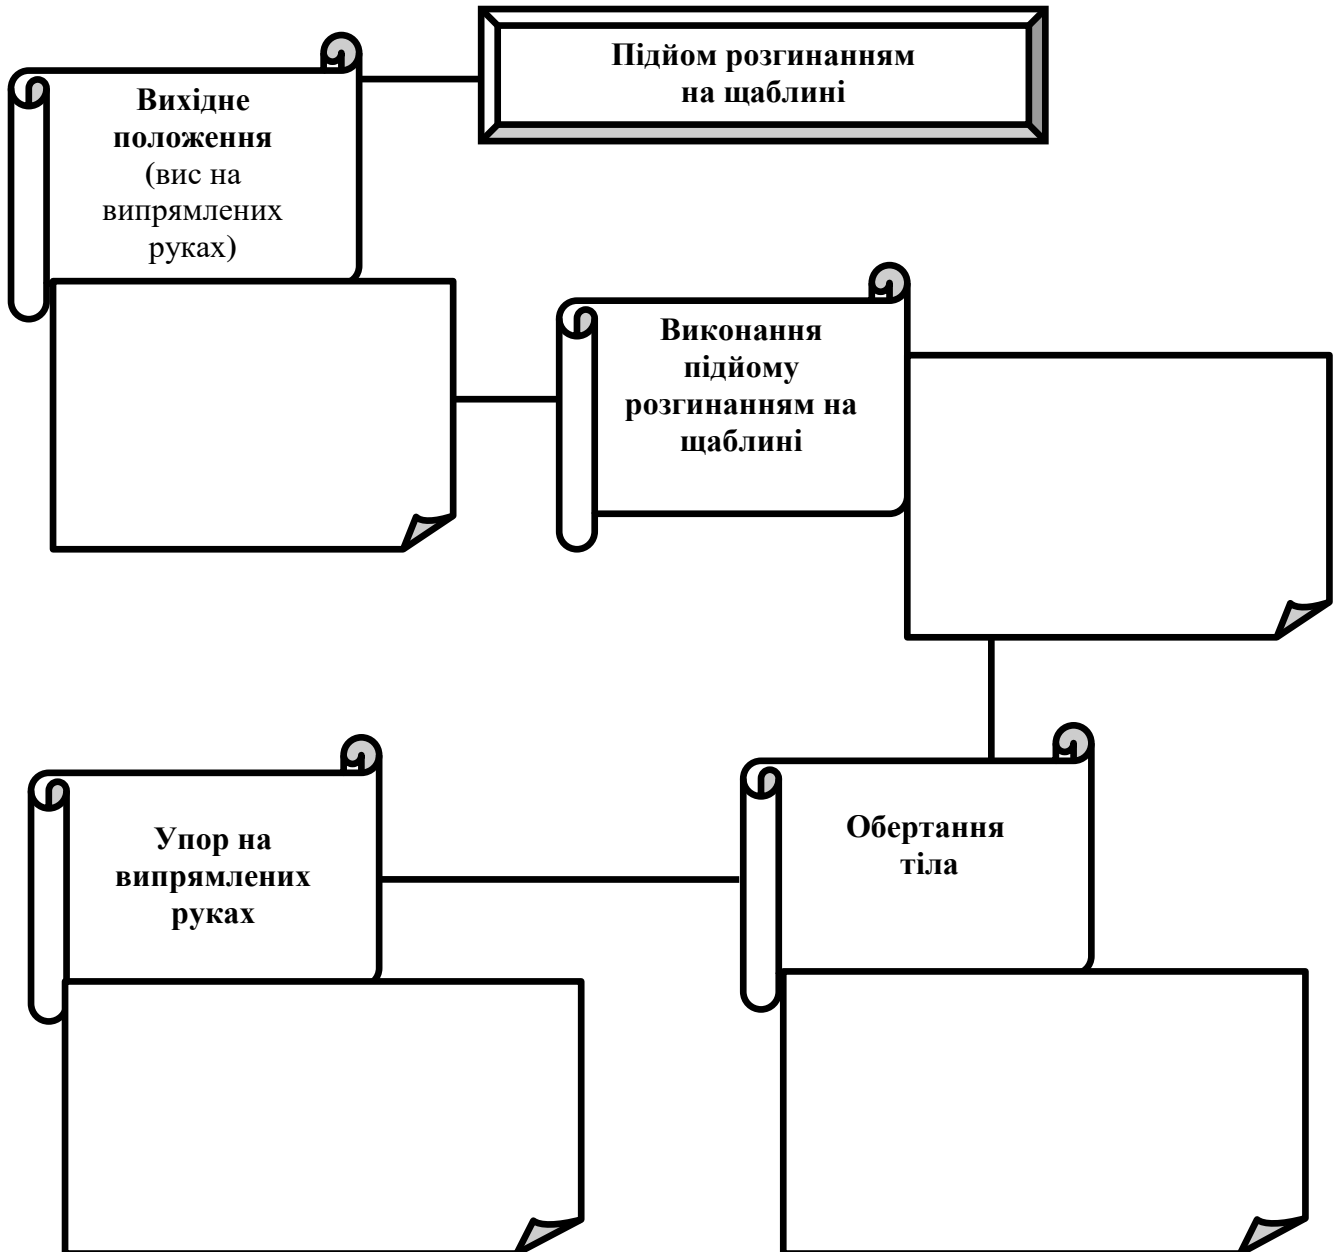 Підйом розгинанням
на щаблині
Вихідне
положення
(вис на
випрямлених
руках)
Виконання
підйому
розгинанням на
щаблині
Обертання
тіла
Упор на
випрямлених
руках